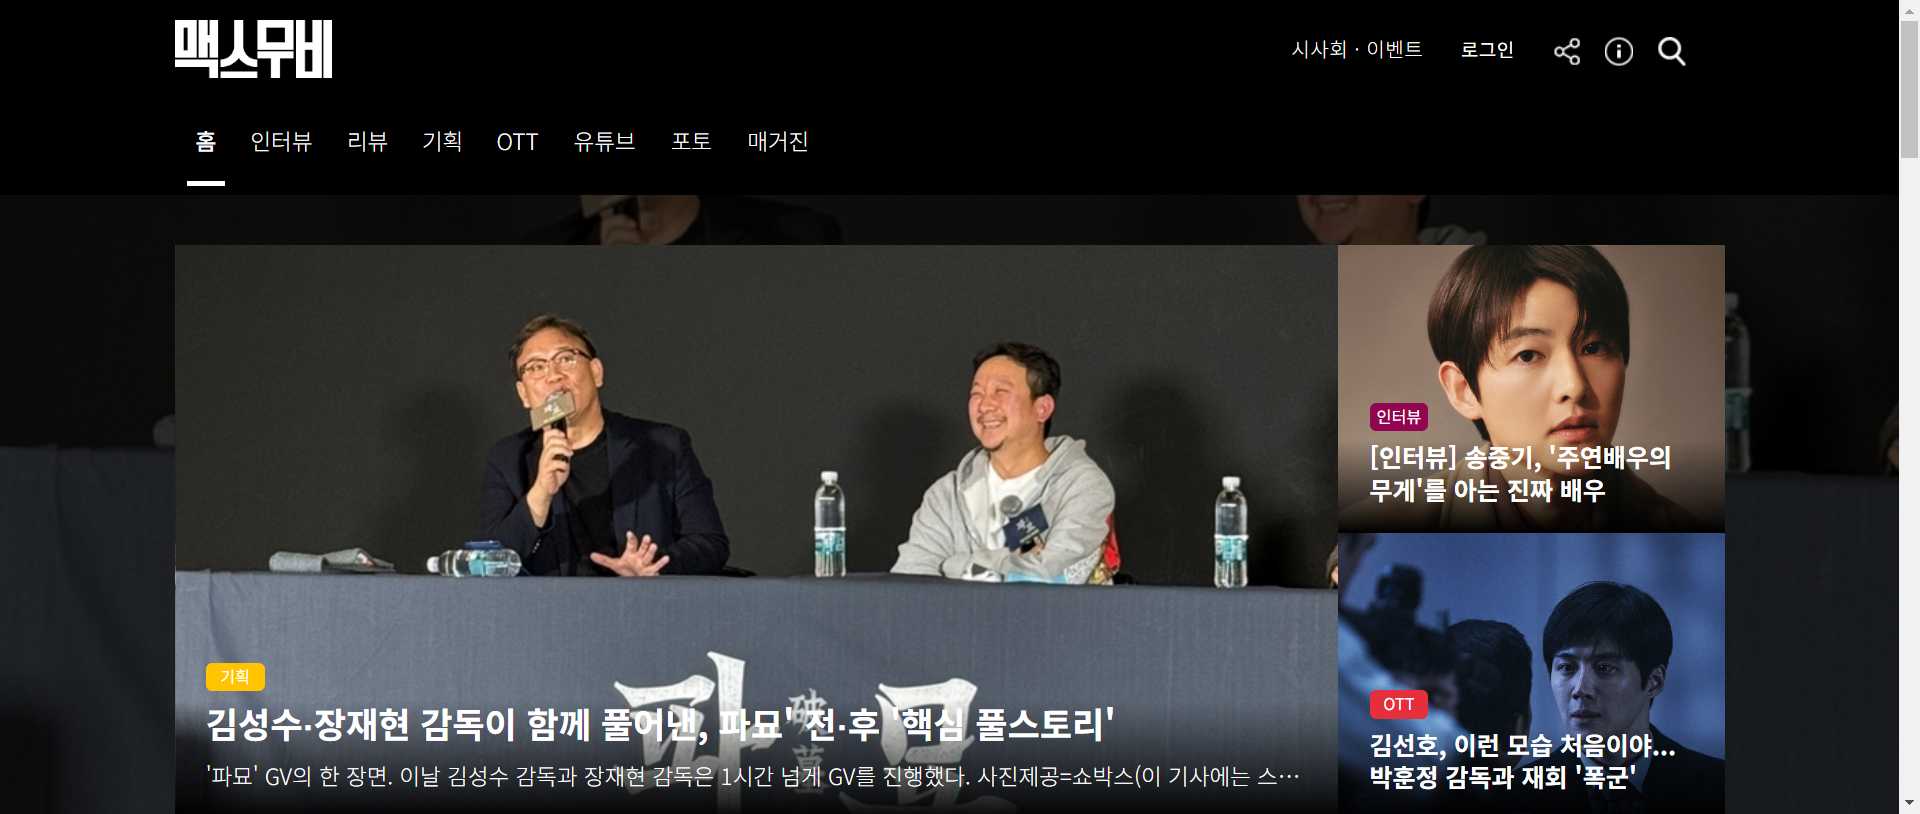 맥스무비
시사회 · 이벤트 로그인
홈 인터뷰 리뷰 기획 OTT 유튜브 포토 매거진
기획
김성수·장재현 감독이 함께 풀어낸, 파묘' 전·후 '핵심 풀스토리'
'파묘' GV의 한 장면. 이날 김성수 감독과 장재현 감독은 1시간 넘게 GV를 진행했다. 사진제공=쇼박스(이 기사에는 스…
파묘
破墓
인터뷰
[인터뷰] 송중기, '주연배우의
무게'를 아는 진짜 배우
OTT
김선호, 이런 모습 처음이야...
박훈정 감독과 재회 '폭군'